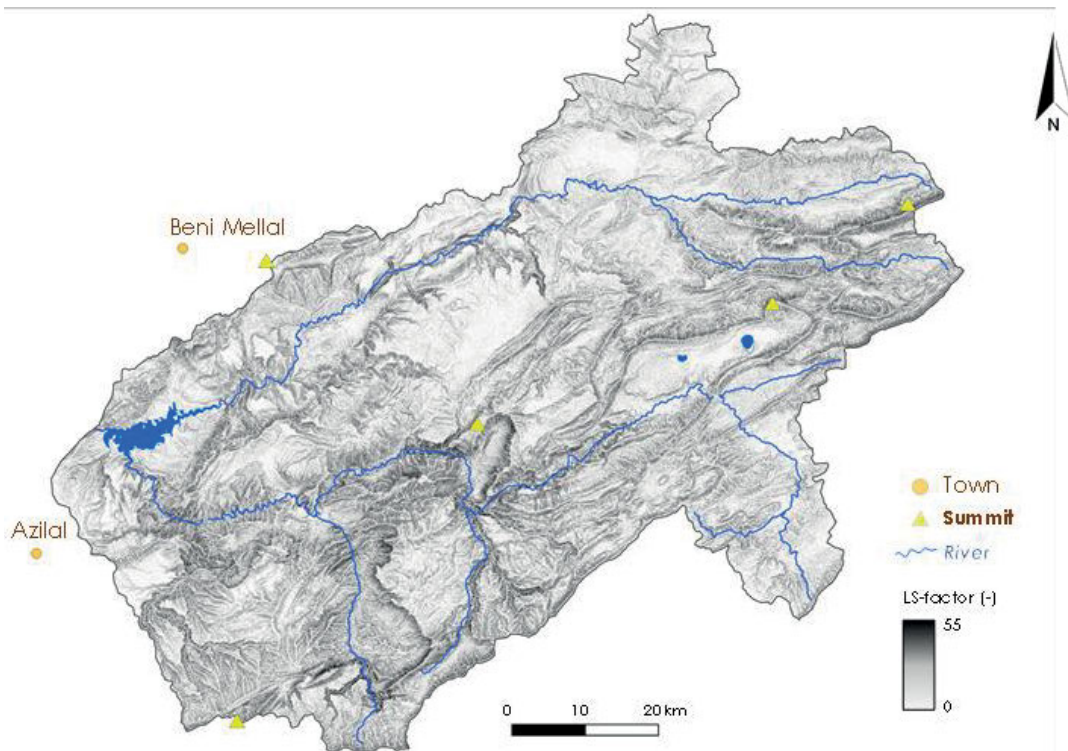 N
Beni Mellal
Azilal
Town
Summit
River
LS-factor (-)
55
0
0 10 20 km